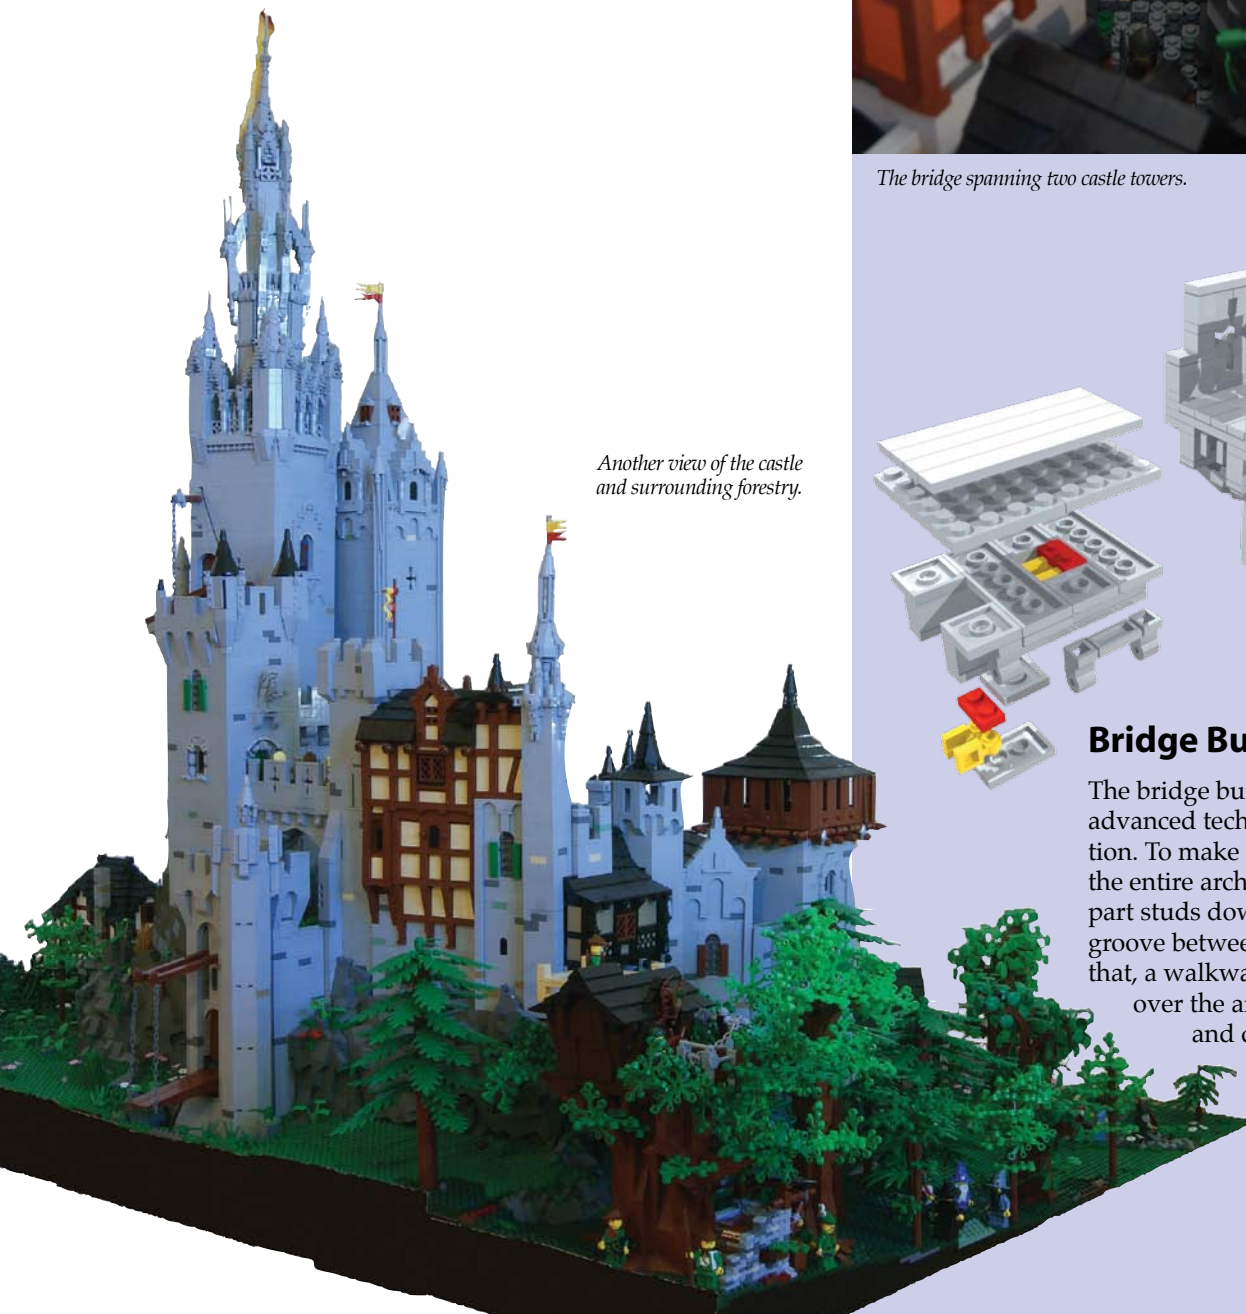 The bridge spanning two castle towers.
Another view of the castle
and surrounding forestry.
Bridge Bu
The bridge bu
advanced tech
tion. To make
the entire arch
part studs dow
groove betwee
that, a walkwa
over the a
and